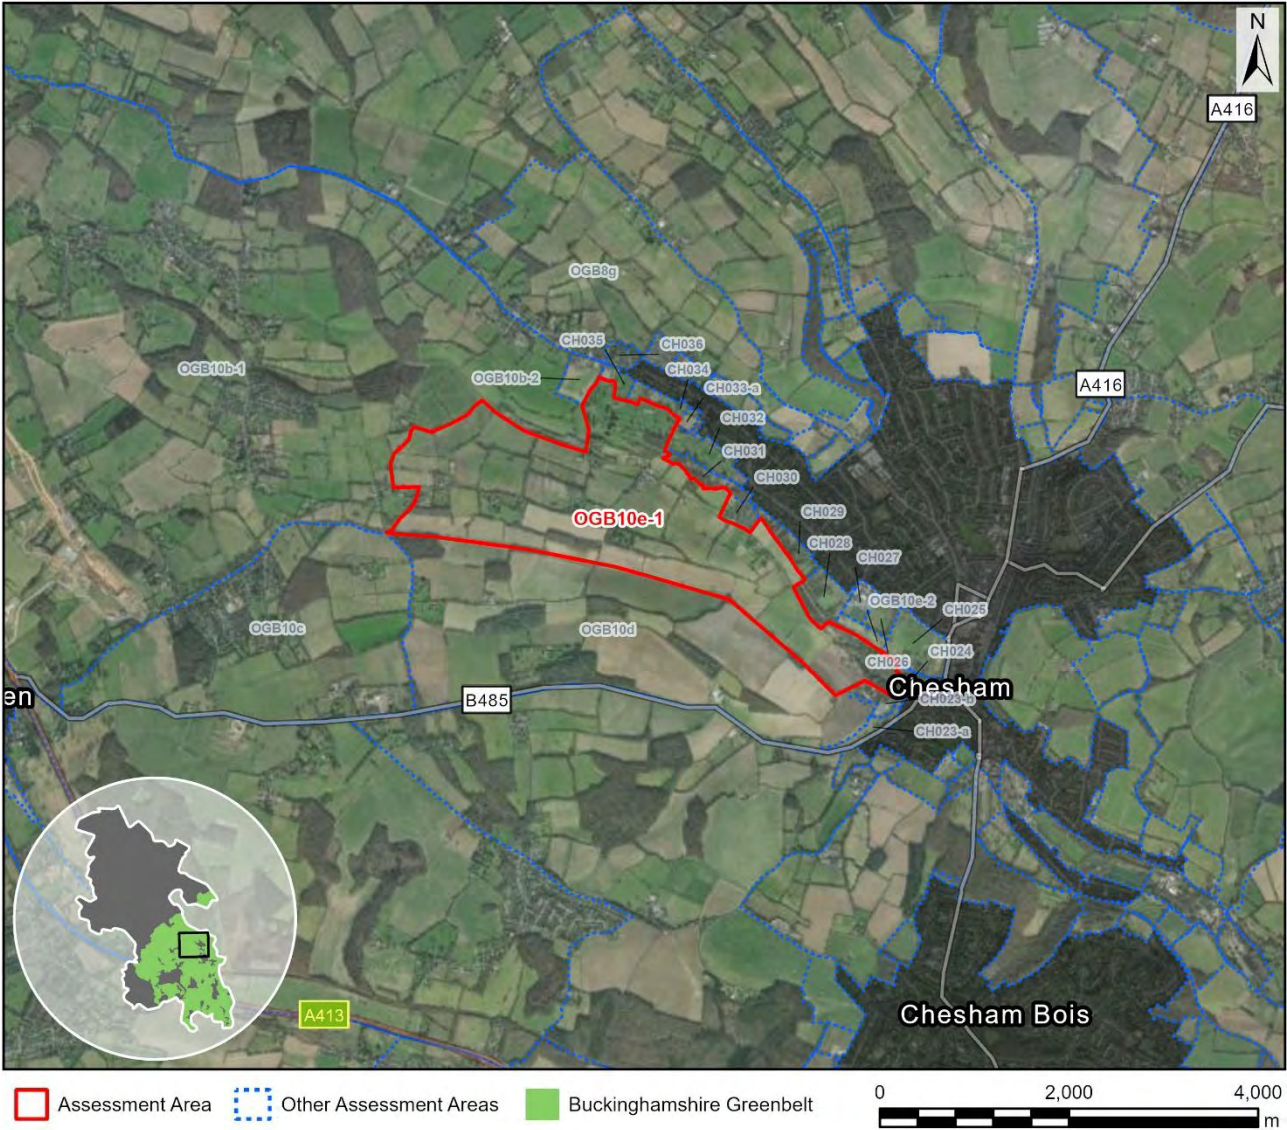 N
A416
OGB8g
CH035
CH036
OGB10b-2
CH034
CH033-a
OGB10b-1
A416
CH032
CH031
CH030
OGB10e-1
CH029
CH028
CH027
OGB10e-2
CH025
OGB10c
OGB10d
CH024
CH026
Chesham
en
B485
CH023-b
CH023-a
A413
Chesham Bois
Assessment Area
Other Assessment Areas
Buckinghamshire Greenbelt
0 2,000 4,000
m